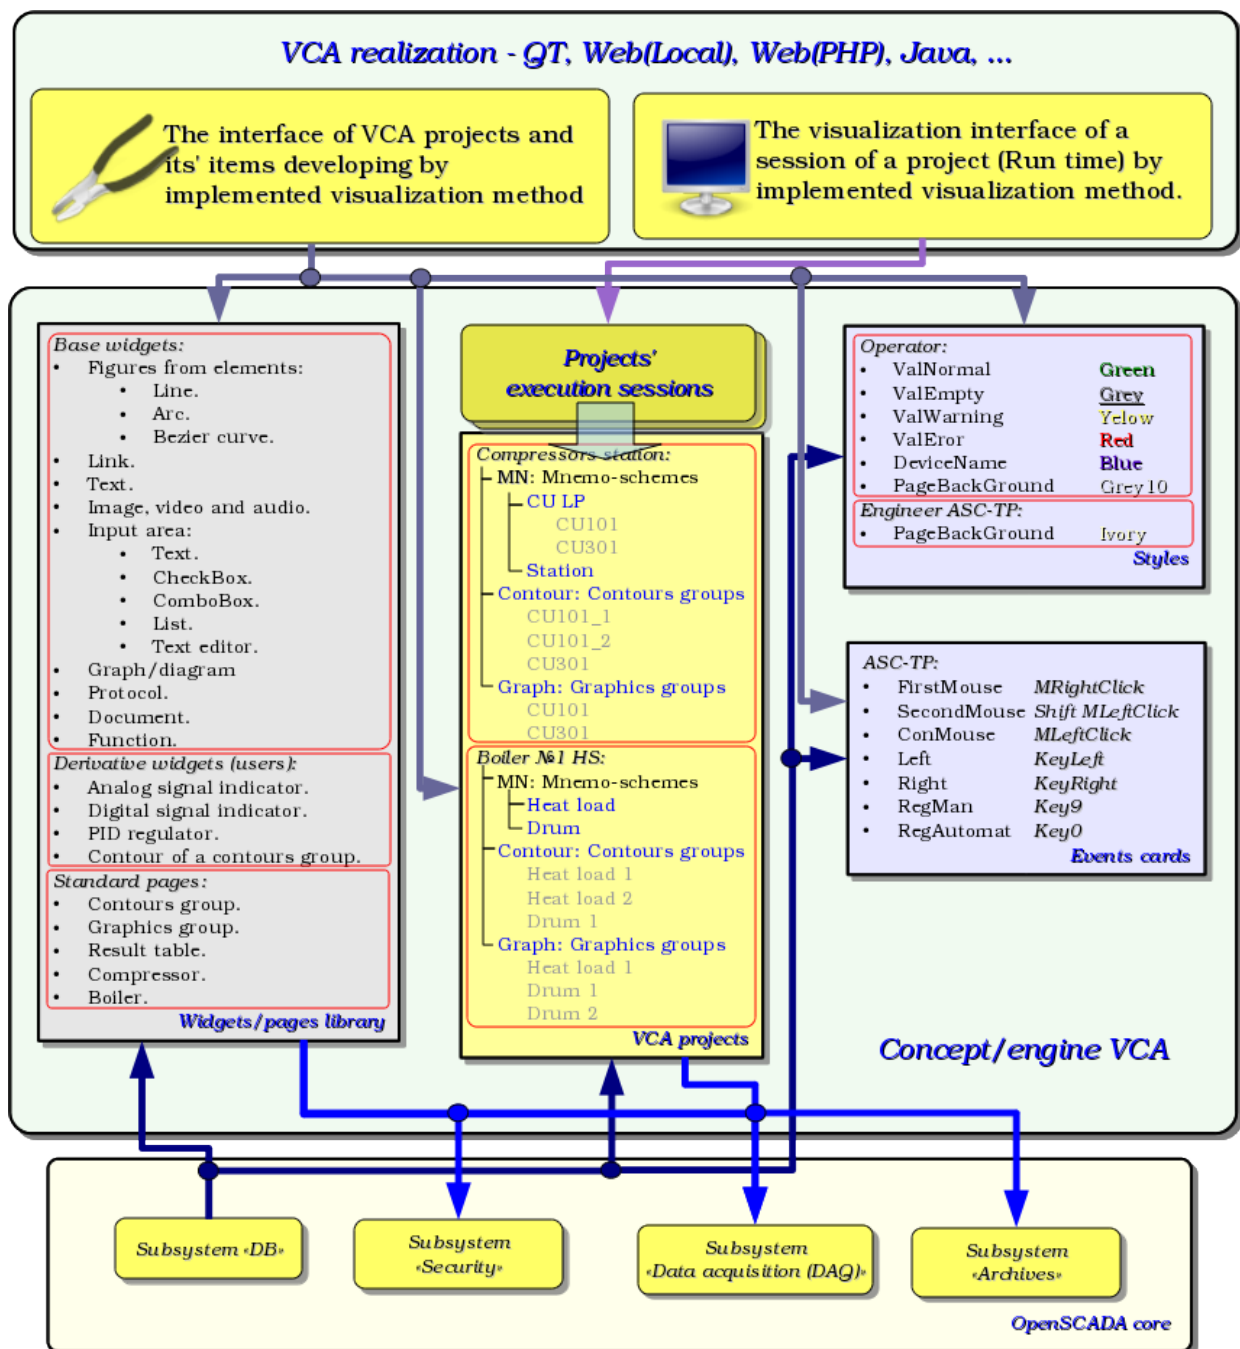 VCA realization - QT, Web(Local), Web(PHP), Java, ...
The interface of VCA projects and
its' items developing by
implemented visualization method
The visualization interface of a
session of a project (Run time) by
implemented visualization method.
Base widgets:
• Figures from elements:
• Line.
• Arc.
• Bezier curve.
• Link.
• Text.
• Image, video and audio.
• Input area:
• Text.
• CheckBox.
• ComboBox.
• List.
• Text editor.
• Graph/diagram
• Protocol.
• Document.
• Function.
Derivative widgets (users):
• Analog signal indicator.
• Digital signal indicator.
• PID regulator.
• Contour of a contours group.
Standard pages:
• Contours group.
• Graphics group.
• Result table.
• Compressor.
• Boiler.
Widgets/pages library
Projects'
execution sessions
Compressors station:
MN: Mnemo-schemes
CU LP
CU101
CU301
Station
Contour: Contours groups
CU101_1
CU101_2
CU301
Graph: Graphics groups
CU101
CU301
Boiler №1 HS:
MN: Mnemo-schemes
Heat load
Drum
Contour: Contours groups
Heat load 1
Heat load 2
Drum 1
Graph: Graphics groups
Heat load 1
Drum 1
Drum 2
VCA projects
Operator:
• ValNormal Green
• ValEmpty Grey
• ValWarning Yelow
• ValEror Red
• DeviceName Blue
• PageBackGround Grey10
Engineer ASC-TP:
• PageBackGround Ivory
Styles
ASC-TP:
• FirstMouse MRightClick
• SecondMouse Shift MLeftClick
• ConMouse MLeftClick
• Left KeyLeft
• Right KeyRight
• RegMan Key9
• RegAutomat Key0
Events cards
Concept/engine VCA
Subsystem «DB»
Subsystem
«Security»
Subsystem
«Data acquisition (DAQ)»
Subsystem
«Archives»
OpenSCADA core